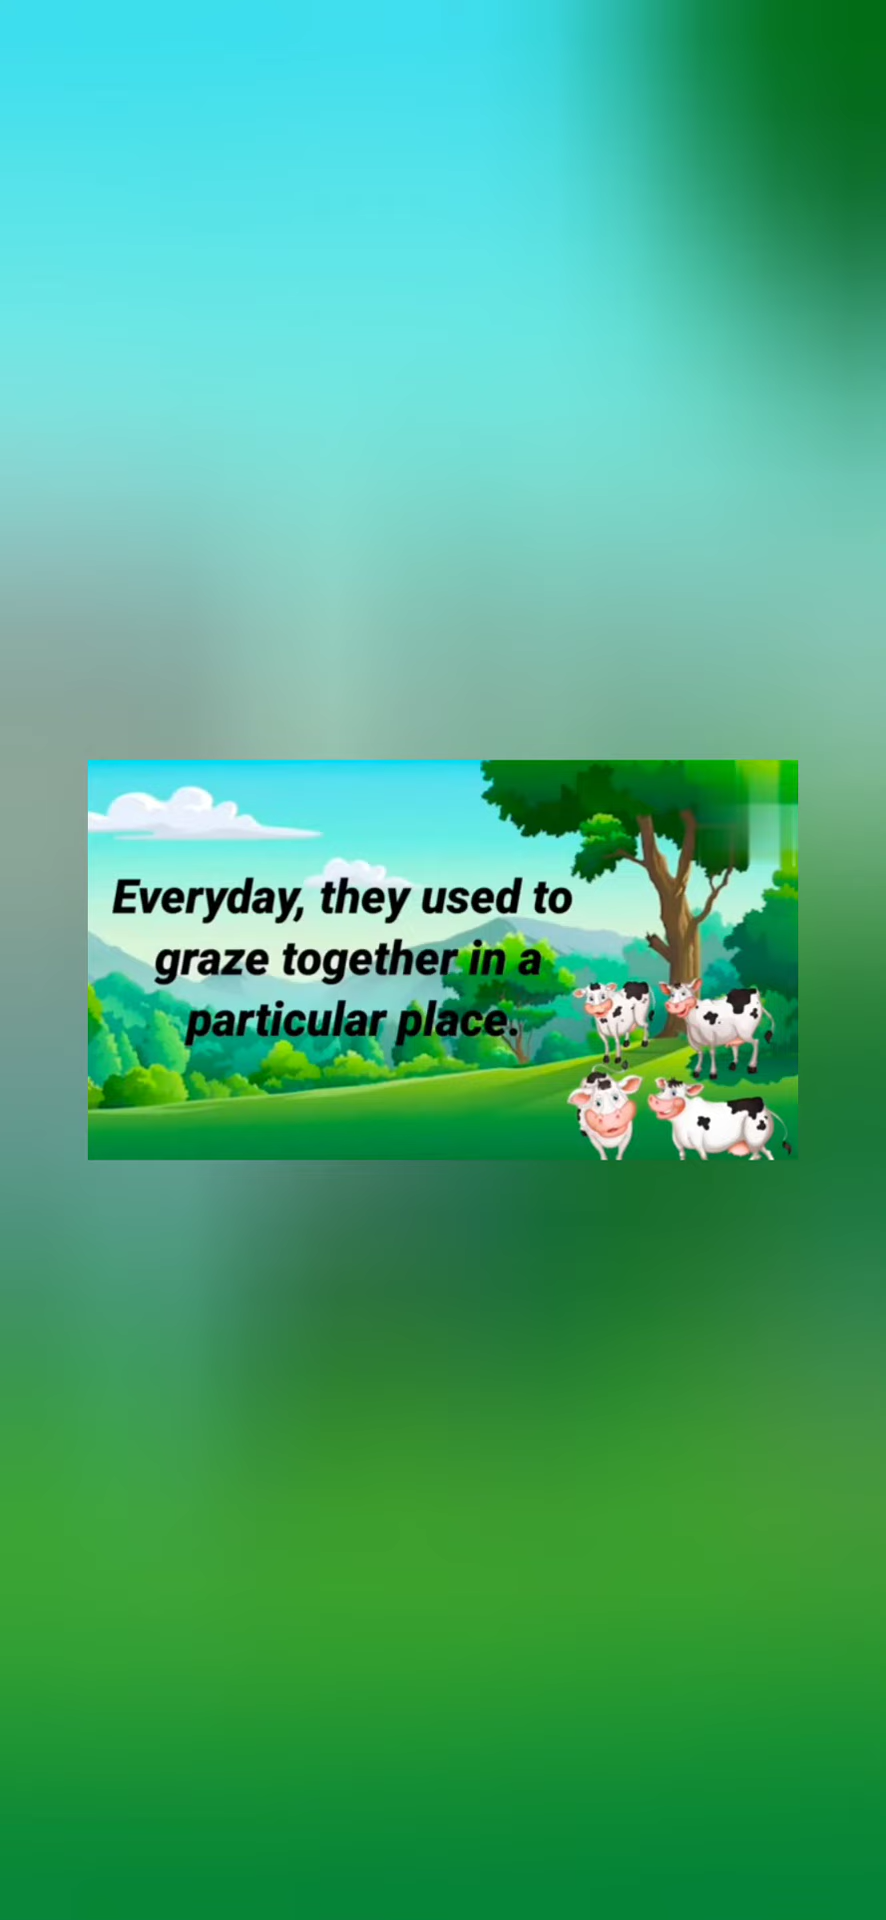 Everyday, they used to
graze together in a
particular place.